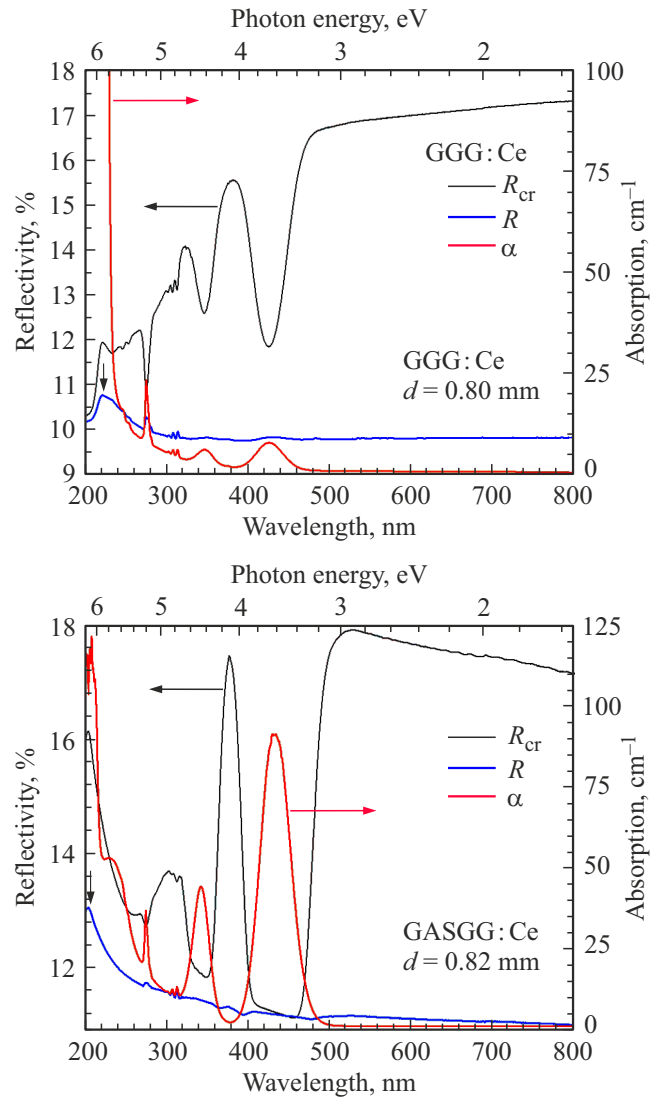 Photon energy, eV
6 5 4 3 2
18 100
17
16
75
15
14
50
13
12
25
11
10
9 0
Reflectivity, %
Absorption, cm⁻¹
GGG : Ce
R_cr
R
α
GGG : Ce
d = 0.80 mm
200 300 400 500 600 700 800
Wavelength, nm
Photon energy, eV
6 5 4 3 2
18 125
100
16
75
14
50
25
12
0
Reflectivity, %
Absorption, cm⁻¹
R_cr
R
α
GASGG : Ce
d = 0.82 mm
200 300 400 500 600 700 800
Wavelength, nm